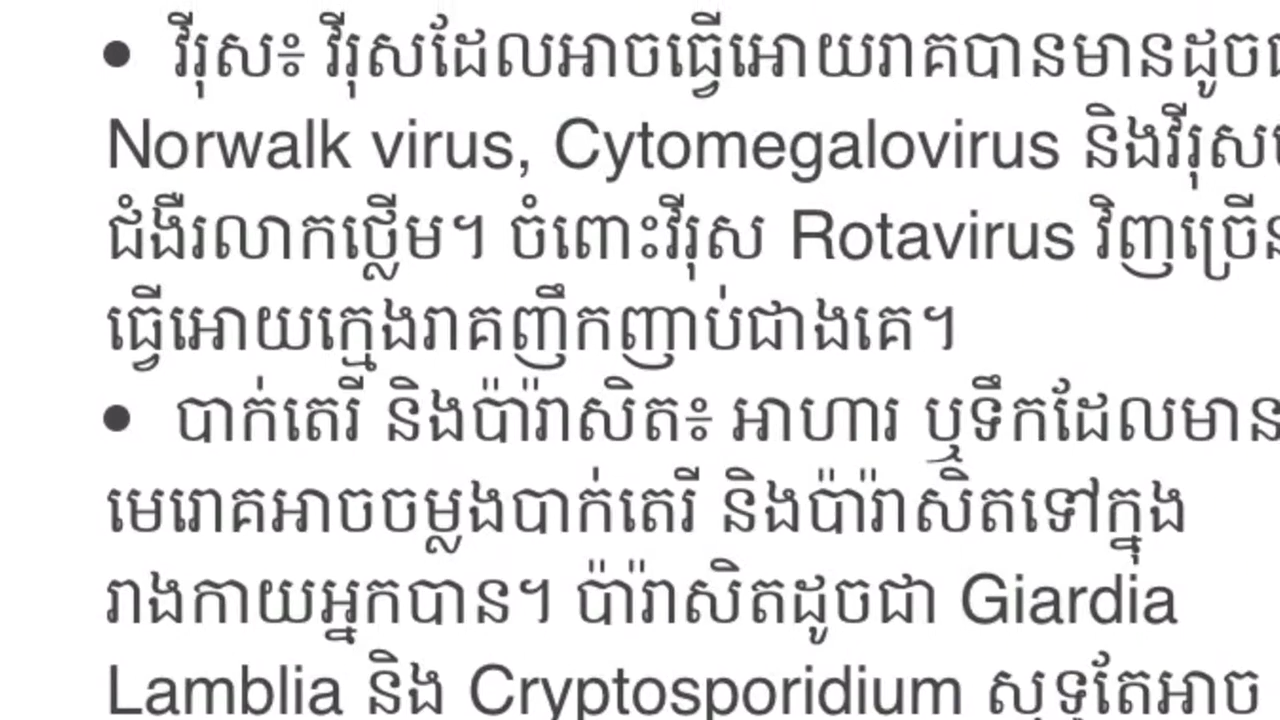 ● វីរុស៖ វីរុសដែលអាចធ្វើអោយរាគបានមានដូចជា
Norwalk virus, Cytomegalovirus និងវីរុស
ជំងឺរលាកថ្លើម។ ចំពោះវីរុស Rotavirus វិញច្រើន
ធ្វើអោយក្មេងរាគញឹកញាប់ជាងគេ។
● បាក់តេរី និងប៉ារ៉ាសិត៖ អាហារ ឬទឹកដែលមាន
មេរោគអាចចម្លងបាក់តេរី និងប៉ារ៉ាសិតទៅក្នុង
រាងកាយអ្នកបាន។ ប៉ារ៉ាសិតដូចជា Giardia
Lamblia និង Cryptosporidium សុទ្ធតែអាច